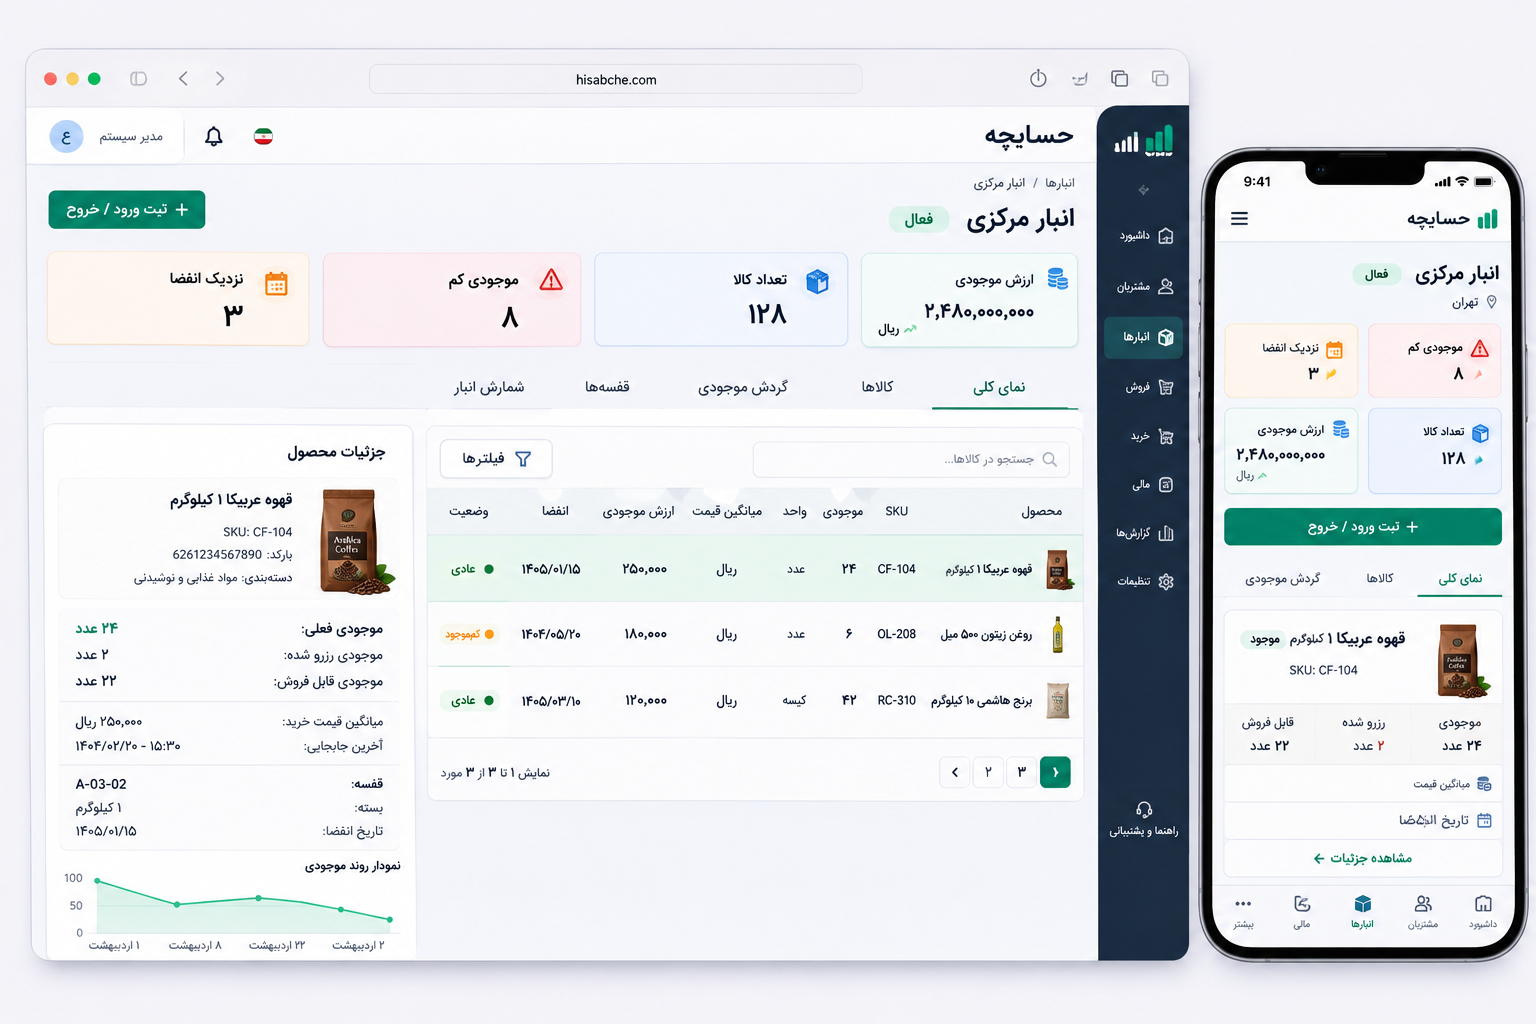 hisabche.com
حسابچه
مدیر سیستم
ع
انبارها / انبار مرکزی
انبار مرکزی
فعال
+ ثبت ورود / خروج
ارزش موجودی
۲,۴۸۰,۰۰۰,۰۰۰
ریال
تعداد کالا
۱۲۸
موجودی کم
۸
نزدیک انقضا
۳
نمای کلی
کالاها
گردش موجودی
قفسه‌ها
شمارش انبار
جستجو در کالاها...
فیلترها
محصول SKU موجودی واحد میانگین قیمت ارزش موجودی انقضا وضعیت
قهوه عربیکا ۱ کیلوگرم CF-104 ۲۴ عدد ریال ۲۵۰,۰۰۰ ۱۴۰۵/۰۱/۱۵ عادی
روغن زیتون ۵۰۰ میل OL-208 ۶ عدد ریال ۱۸۰,۰۰۰ ۱۴۰۴/۰۵/۲۰ کم‌موجود
برنج هاشمی ۱۰ کیلوگرم RC-310 ۴۲ کیسه ریال ۱۲۰,۰۰۰ ۱۴۰۵/۰۳/۱۰ عادی
۳ ۲
نمایش ۱ تا ۳ از ۳ مورد
جزئیات محصول
قهوه عربیکا ۱ کیلوگرم
SKU: CF-104
بارکد: 6261234567890
دسته‌بندی: مواد غذایی و نوشیدنی
موجودی فعلی: ۲۴ عدد
موجودی رزرو شده: ۲ عدد
موجودی قابل فروش: ۲۲ عدد
میانگین قیمت خرید: ۲۵۰,۰۰۰ ریال
آخرین جابجایی: ۱۴۰۴/۰۲/۲۰ - ۱۵:۳۰
قفسه: A-03-02
بسته: ۱ کیلوگرم
تاریخ انقضا: ۱۴۰۵/۰۱/۱۵
نمودار روند موجودی
100
50
0
۱ اردیبهشت
۸ اردیبهشت
۲۲ اردیبهشت
۲ اردیبهشت
داشبورد
مشتریان
انبارها
فروش
خرید
مالی
گزارش‌ها
تنظیمات
راهنما و پشتیبانی
9:41
حسابچه
انبار مرکزی
فعال
تهران
موجودی کم
۸
نزدیک انقضا
۳
تعداد کالا
۱۲۸
ارزش موجودی
۲,۴۸۰,۰۰۰,۰۰۰
ریال
+ ثبت ورود / خروج
نمای کلی
کالاها
گردش موجودی
قهوه عربیکا ۱ کیلوگرم
موجود
SKU: CF-104
موجودی رزرو شده قابل فروش
۲۴ عدد ۲ عدد ۲۲ عدد
میانگین قیمت
تاریخ
مشاهده جزئیات ←
داشبورد
مشتریان
انبارها
مالی
بیشتر